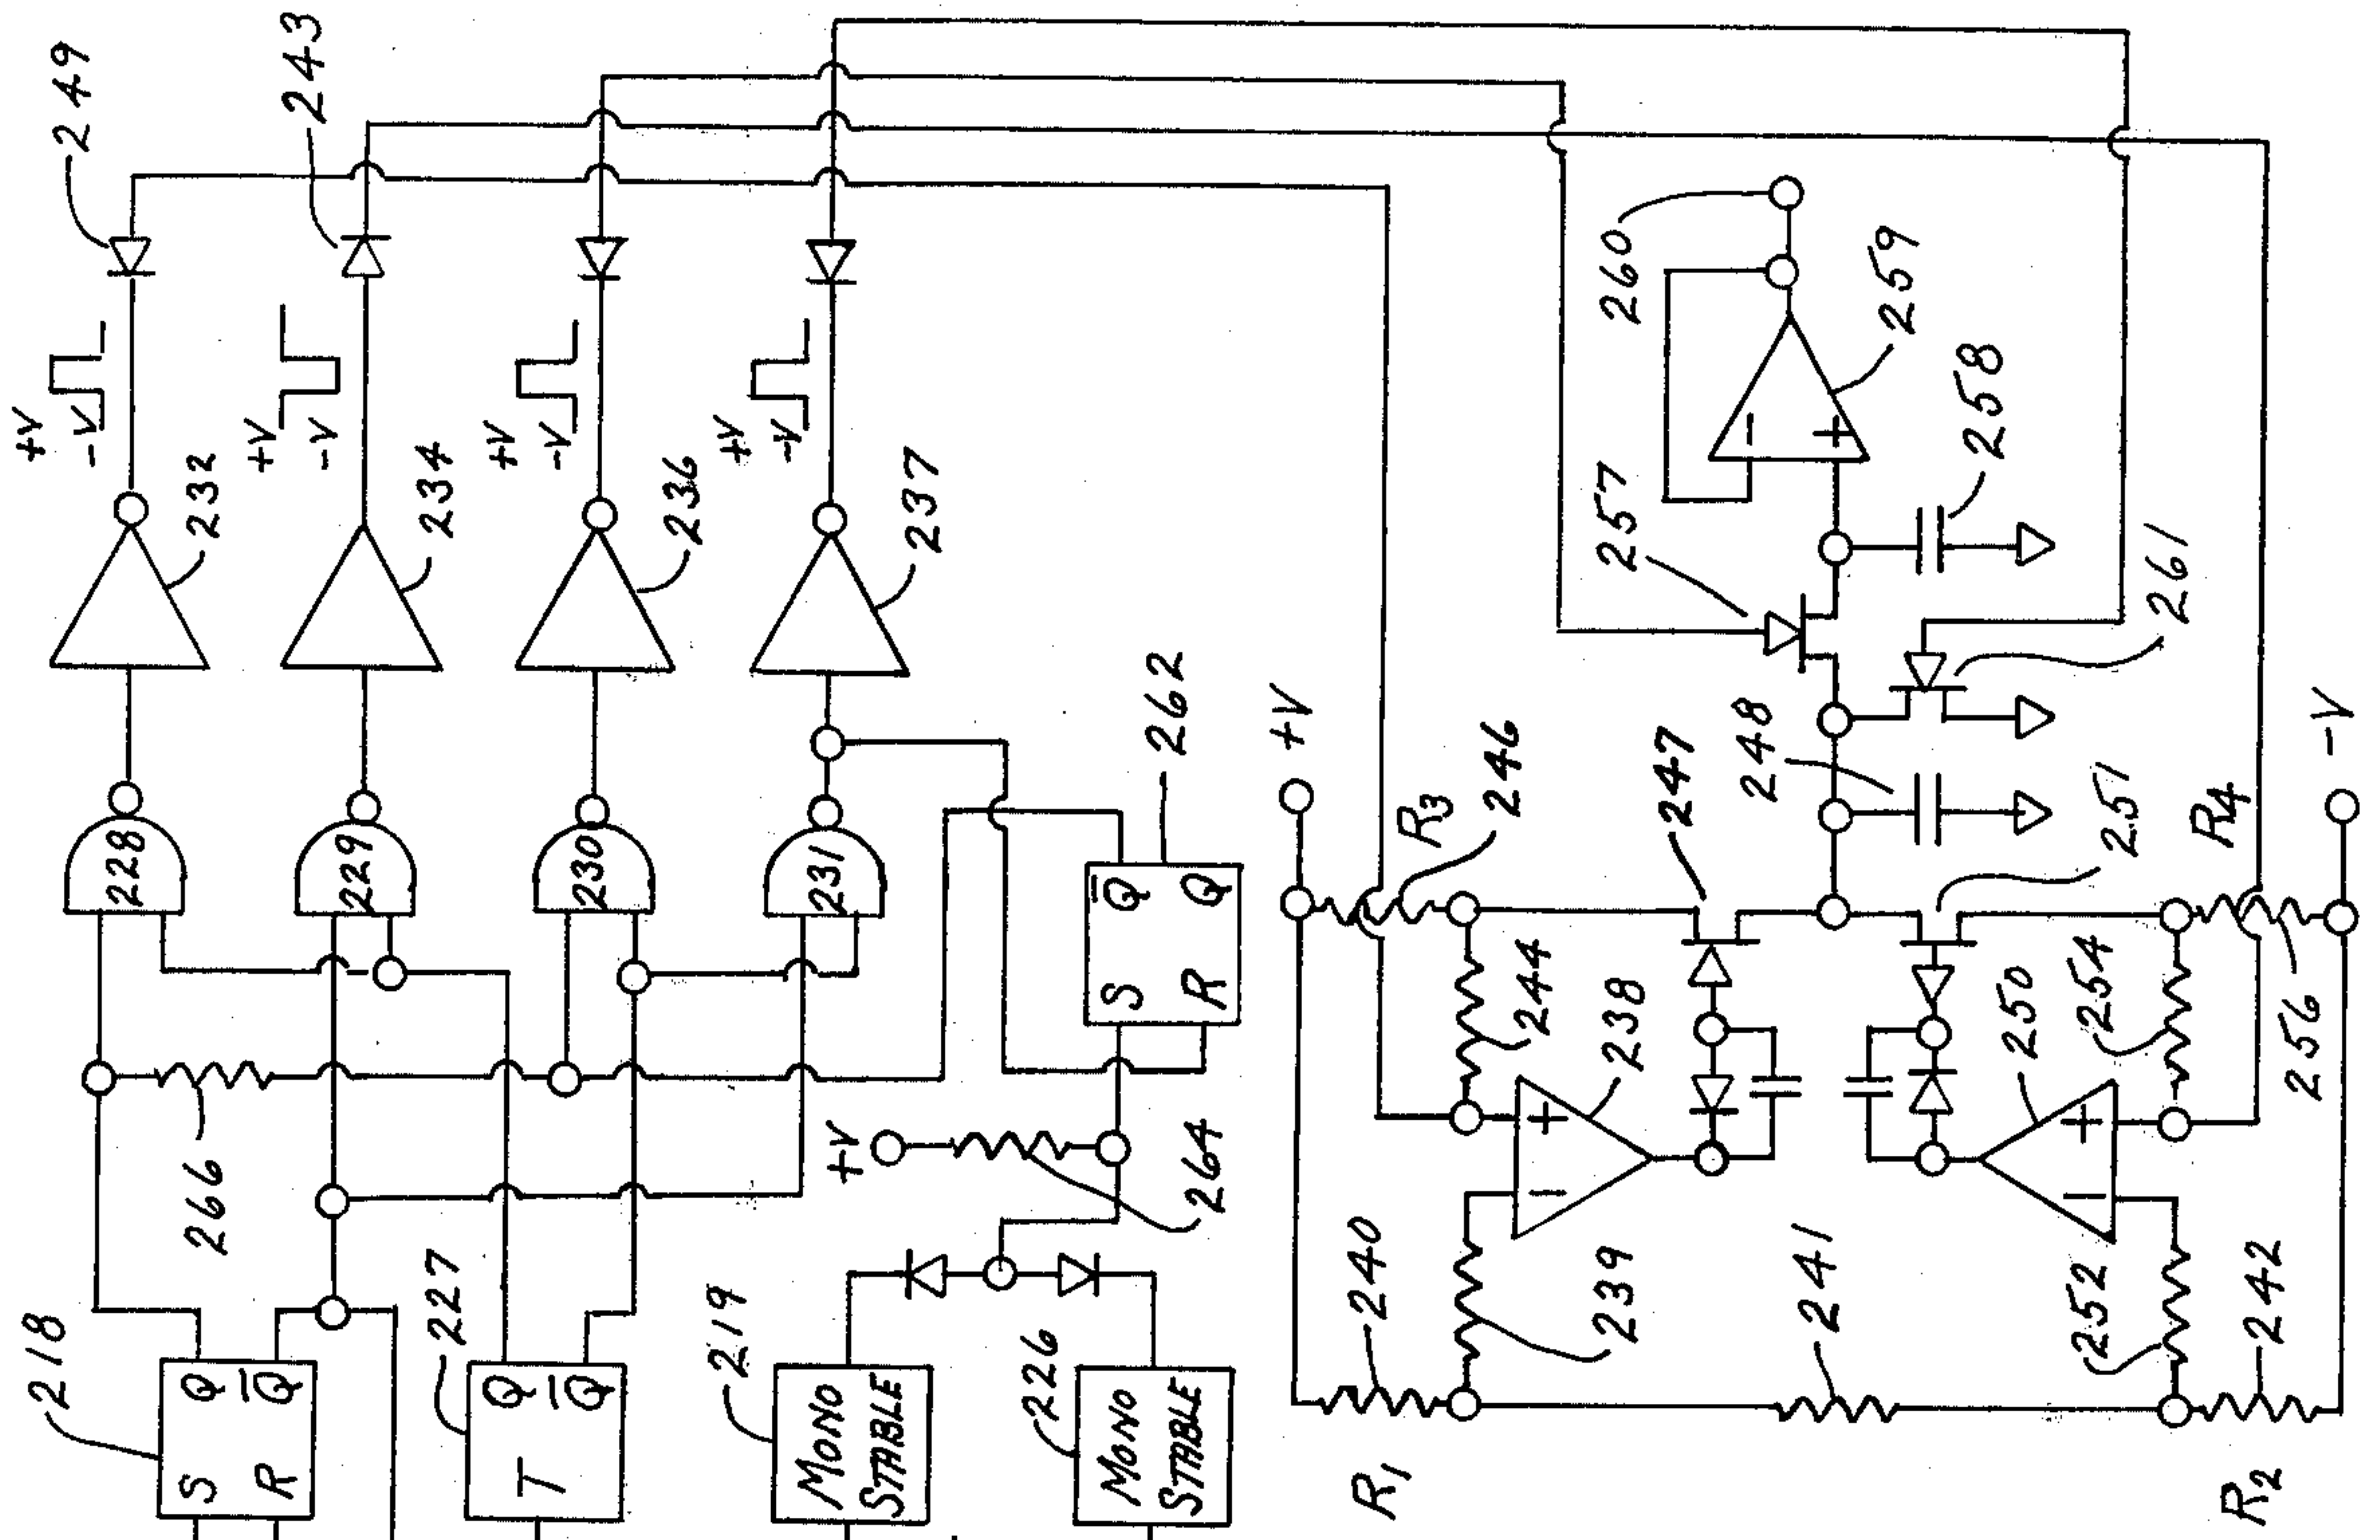 249
243
+V
-V
+V
-V
+V
-V
+V
-V
232
234
236
237
228
229
230
231
262
Q̅ Q
S R
266
218
Q Q̅
S R
227
Q Q̅
T
219
MONO
STABLE
226
MONO
STABLE
+V
264
260
259
257
258
261
+V
R3
246
247
248
251
R4
-V
244
238
250
254
256
+
-
+
-
-
+
240
239
241
252
242
R1
R2